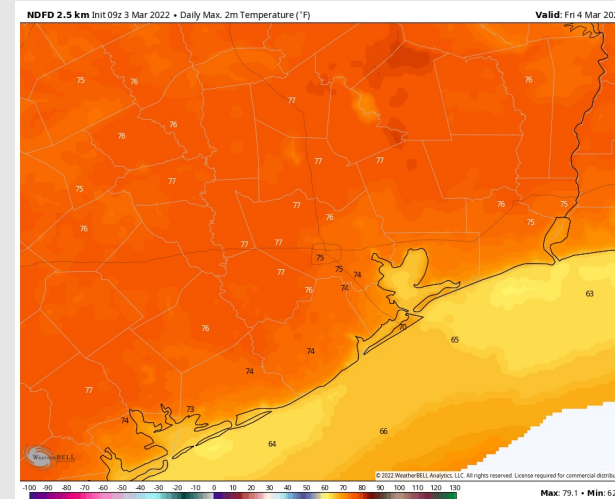 NDFD 2.5 km Init 09z 3 Mar 2022 • Daily Max. 2m Temperature (°F)
Valid: Fri 4 Mar 202
75 76 77 76
76 76
77 77
75 77
77 76 76 75
75
76
77 77
75
75 74
77
76 74
63
76
70
65
74
74
77
73
74
66
64
WEATHERBELL
© 2022 WeatherBELL Analytics, LLC. All rights reserved. License required for commercial distribu
-100 -90 -80 -70 -60 -50 -40 -30 -20 -10 0 10 20 30 40 50 60 70 80 90 100 110 120 130
Max: 79.1 • Min: 6.2